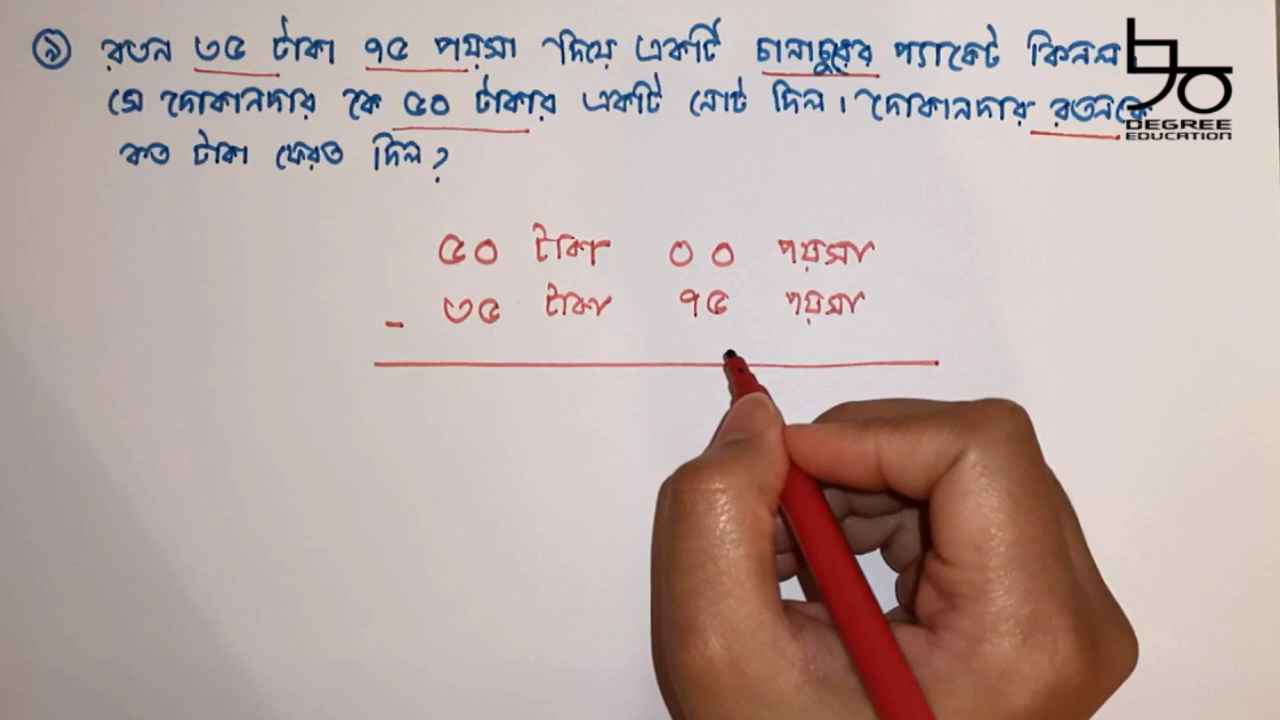 ৯ রতন ৩৫ টাকা ৭৫ পয়সা দিয়ে একটি চানাচুরের প্যাকেট কিনল।
সে দোকানদার কে ৫০ টাকার একটি নোট দিল। দোকানদার রতনকে
কত টাকা ফেরত দিল?
DEGREE
EDUCATION
৫০ টাকা ০০ পয়সা
- ৩৫ টাকা ৭৫ পয়সা